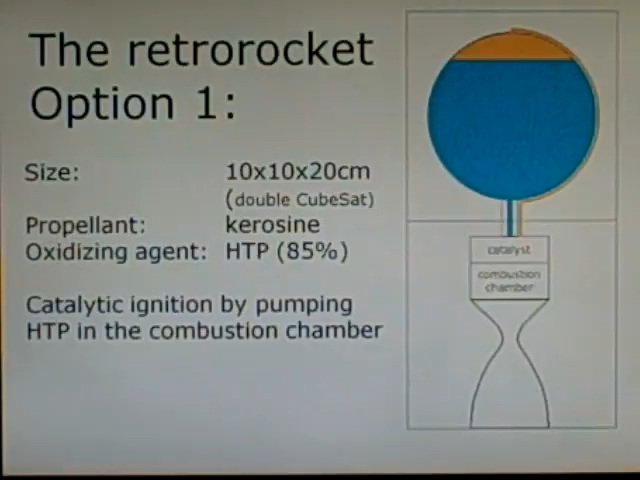 The retrorocket
Option 1:
Size: 10x10x20cm
(double CubeSat)
Propellant: kerosine
Oxidizing agent: HTP (85%)
Catalytic ignition by pumping
HTP in the combustion chamber
catalyst
combustion
chamber